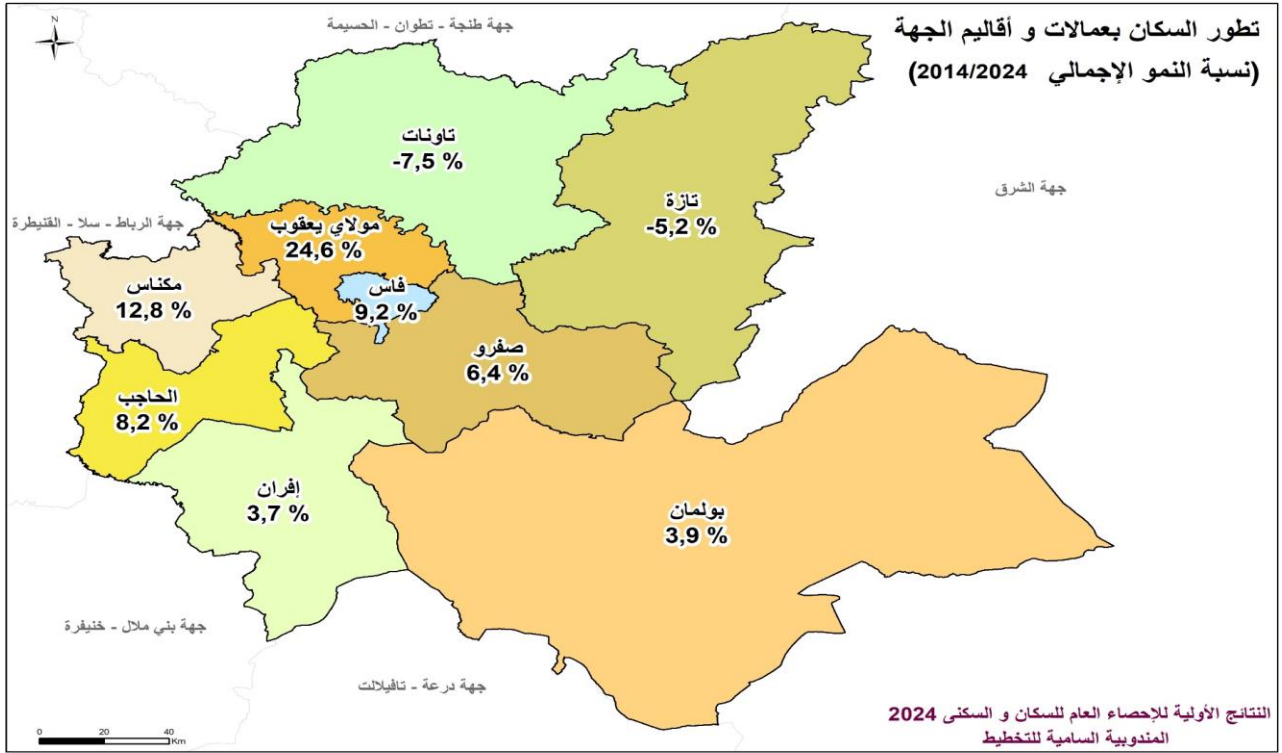 تطور السكان بعمالات و أقاليم الجهة
(نسبة النمو الإجمالي 2014/2024)
N
جهة طنجة - تطوان - الحسيمة
تاونات
-7,5 %
تازة
-5,2 %
جهة الشرق
جهة الرباط - سلا - القنيطرة
مولاي يعقوب
24,6 %
مكناس
12,8 %
فاس
9,2 %
صفرو
6,4 %
الحاجب
8,2 %
إفران
3,7 %
بولمان
3,9 %
جهة بني ملال - خنيفرة
جهة درعة - تافيلالت
النتائج الأولية للإحصاء العام للسكان و السكنى 2024
المندوبية السامية للتخطيط
0 20 40
Km